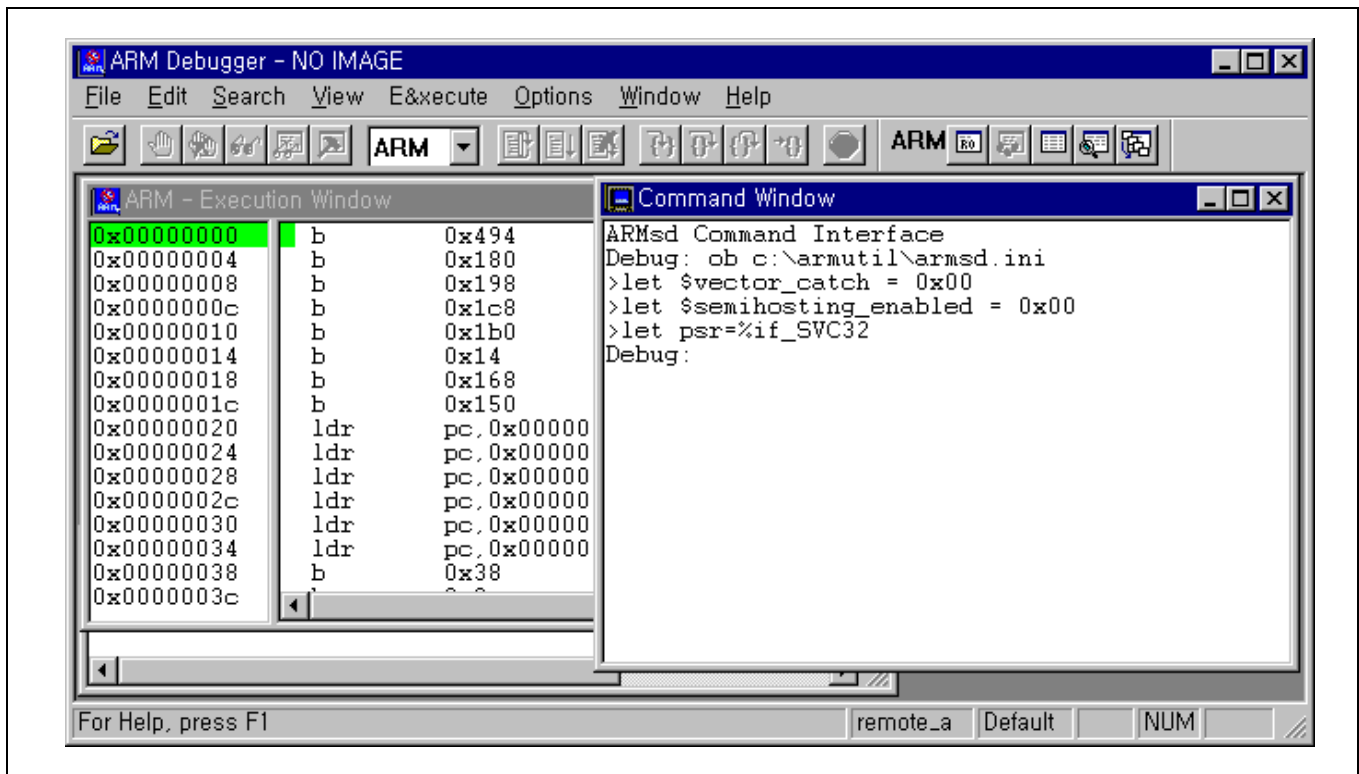 ARM Debugger - NO IMAGE
File Edit Search View E&xecute Options Window Help
ARM
ARM
ARM - Execution Window
0x00000000 b 0x494
0x00000004 b 0x180
0x00000008 b 0x198
0x0000000c b 0x1c8
0x00000010 b 0x1b0
0x00000014 b 0x14
0x00000018 b 0x168
0x0000001c b 0x150
0x00000020 ldr pc,0x00000
0x00000024 ldr pc,0x00000
0x00000028 ldr pc,0x00000
0x0000002c ldr pc,0x00000
0x00000030 ldr pc,0x00000
0x00000034 ldr pc,0x00000
0x00000038 b 0x38
0x0000003c
Command Window
ARMsd Command Interface
Debug: ob c:\armutil\armsd.ini
>let $vector_catch = 0x00
>let $semihosting_enabled = 0x00
>let psr=%if_SVC32
Debug:
For Help, press F1
remote_a Default NUM